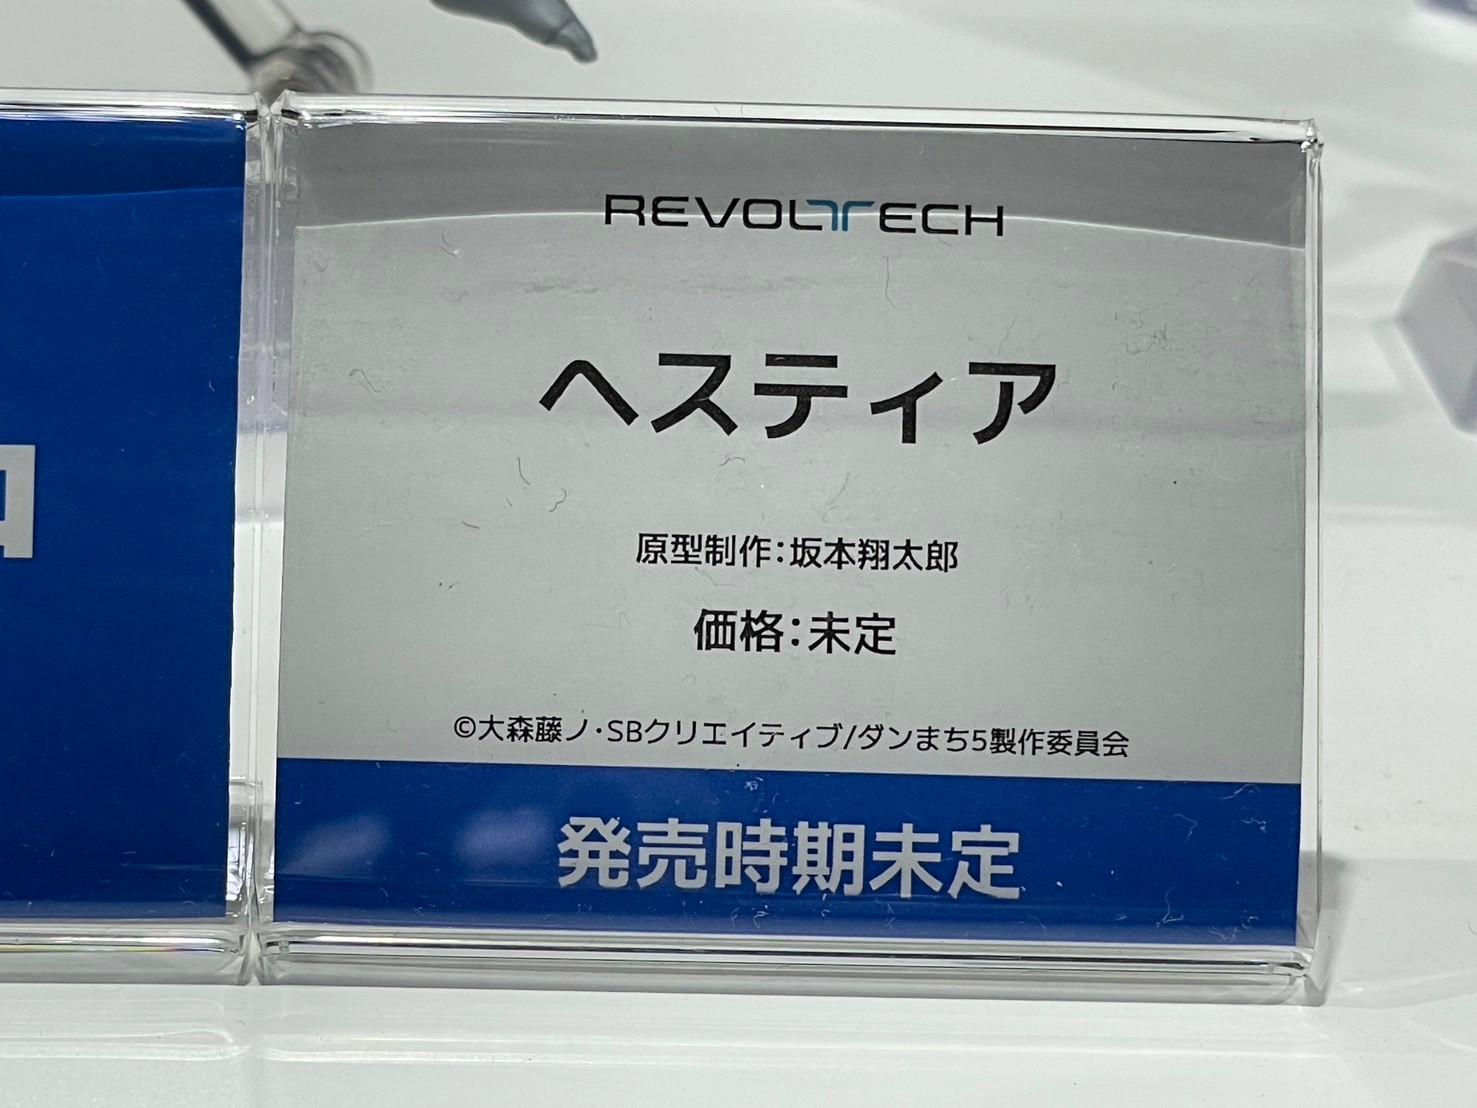 REVOLTECH
ヘスティア
原型制作：坂本翔太郎
価格：未定
©大森藤ノ・SBクリエイティブ/ダンまち5製作委員会
発売時期未定